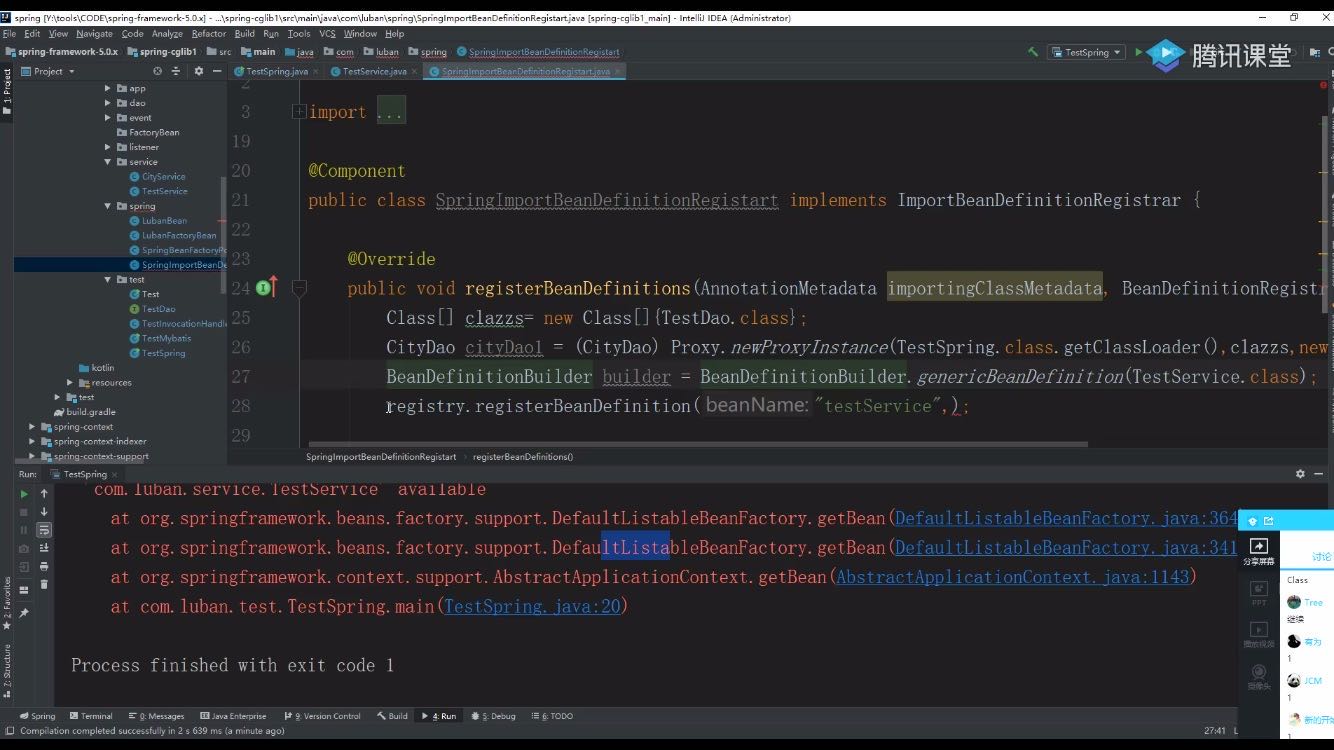 spring [Y:\tools\CODE\spring-framework-5.0.x] - ...\spring-cglib1\src\main\java\com\luban\spring\SpringImportBeanDefinitionRegistart.java [spring-cglib1_main] - IntelliJ IDEA (Administrator)
File Edit View Navigate Code Analyze Refactor Build Run Tools VCS Window Help
spring-framework-5.0.x spring-cglib1 src main java com luban spring SpringImportBeanDefinitionRegistart TestSpring
腾讯课堂
Project TestSpring.java TestService.java SpringImportBeanDefinitionRegistart.java
1: Project
app
dao
event
FactoryBean
listener
service
CityService
TestService
spring
LubanBean
LubanFactoryBean
SpringBeanFactoryPo
SpringImportBeanDe
test
Test
TestDao
TestInvocationHandl
TestMybatis
TestSpring
kotlin
resources
test
build.gradle
spring-context
spring-context-indexer
spring-context-support
2
3 import ...
19
20 @Component
21 public class SpringImportBeanDefinitionRegistart implements ImportBeanDefinitionRegistrar {
22
23 @Override
24 public void registerBeanDefinitions(AnnotationMetadata importingClassMetadata, BeanDefinitionRegistr
25 Class[] clazzs= new Class[]{TestDao.class};
26 CityDao cityDao1 = (CityDao) Proxy.newProxyInstance(TestSpring.class.getClassLoader(),clazzs,new
27 BeanDefinitionBuilder builder = BeanDefinitionBuilder.genericBeanDefinition(TestService.class);
28 registry.registerBeanDefinition( beanName: "testService",);
29
SpringImportBeanDefinitionRegistart › registerBeanDefinitions()
Run: TestSpring
com.luban.service.TestService' available
at org.springframework.beans.factory.support.DefaultListableBeanFactory.getBean(DefaultListableBeanFactory.java:364
at org.springframework.beans.factory.support.DefaultListableBeanFactory.getBean(DefaultListableBeanFactory.java:341
at org.springframework.context.support.AbstractApplicationContext.getBean(AbstractApplicationContext.java:1143)
at com.luban.test.TestSpring.main(TestSpring.java:20)
Process finished with exit code 1
2: Favorites
7: Structure
分享屏幕
PPT
播放视频
摄像头
讨论
Class
Tree
继续
有为
1
JCM
1
新的开始
1
Spring Terminal 0: Messages Java Enterprise 9: Version Control Build 4: Run 5: Debug 6: TODO
Compilation completed successfully in 2 s 639 ms (a minute ago) 27:41